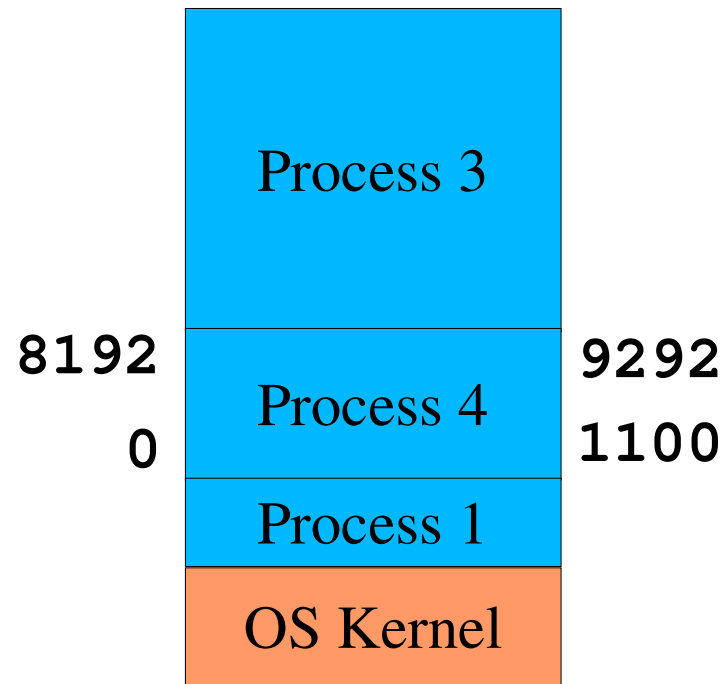 Process 3
8192
9292
Process 4
0
1100
Process 1
OS Kernel